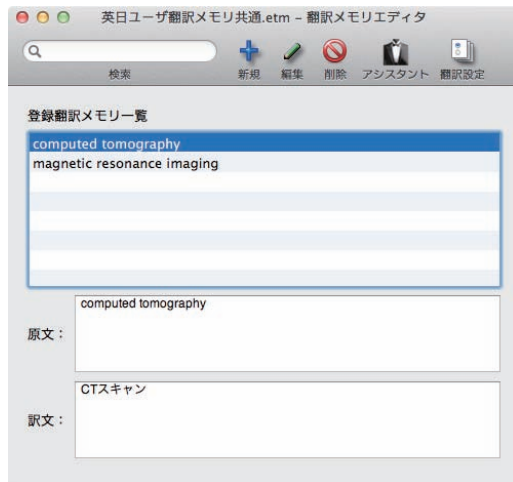 英日ユーザ翻訳メモリ共通.etm – 翻訳メモリエディタ
検索 新規 編集 削除 アシスタント 翻訳設定
登録翻訳メモリ一覧
computed tomography
magnetic resonance imaging
原文： computed tomography
訳文： CTスキャン